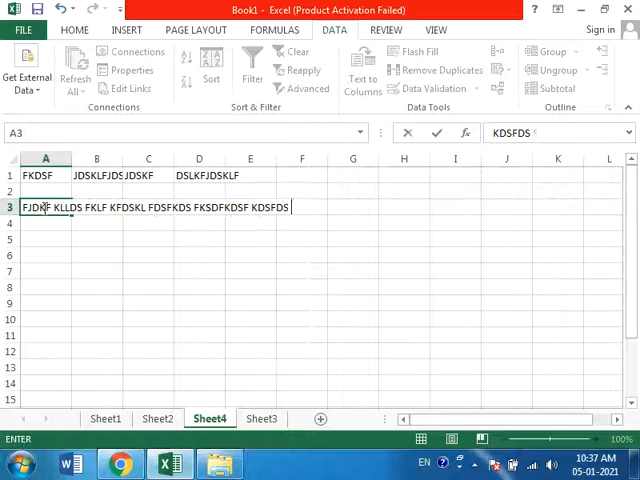 Book1 - Excel (Product Activation Failed)
FILE HOME INSERT PAGE LAYOUT FORMULAS DATA REVIEW VIEW Sign in
Get External Data
Refresh All
Connections
Properties
Edit Links
Connections
Sort
Filter
Clear
Reapply
Advanced
Sort & Filter
Text to Columns
Flash Fill
Remove Duplicates
Data Validation
Data Tools
Group
Ungroup
Subtotal
Outline
A3 fx KDSFDS
A B C D E F G H I J K L
1 FKDSF JDSKLFJDS JDSKF DSLKFJDSKLF
2
3 FJDKF KLLDS FKLF KFDSKL FDSFKDS FKSDFKDSF KDSFDS
4
5
6
7
8
9
10
11
12
13
14
15
Sheet1 Sheet2 Sheet4 Sheet3
ENTER 100%
EN 10:37 AM
05-01-2021